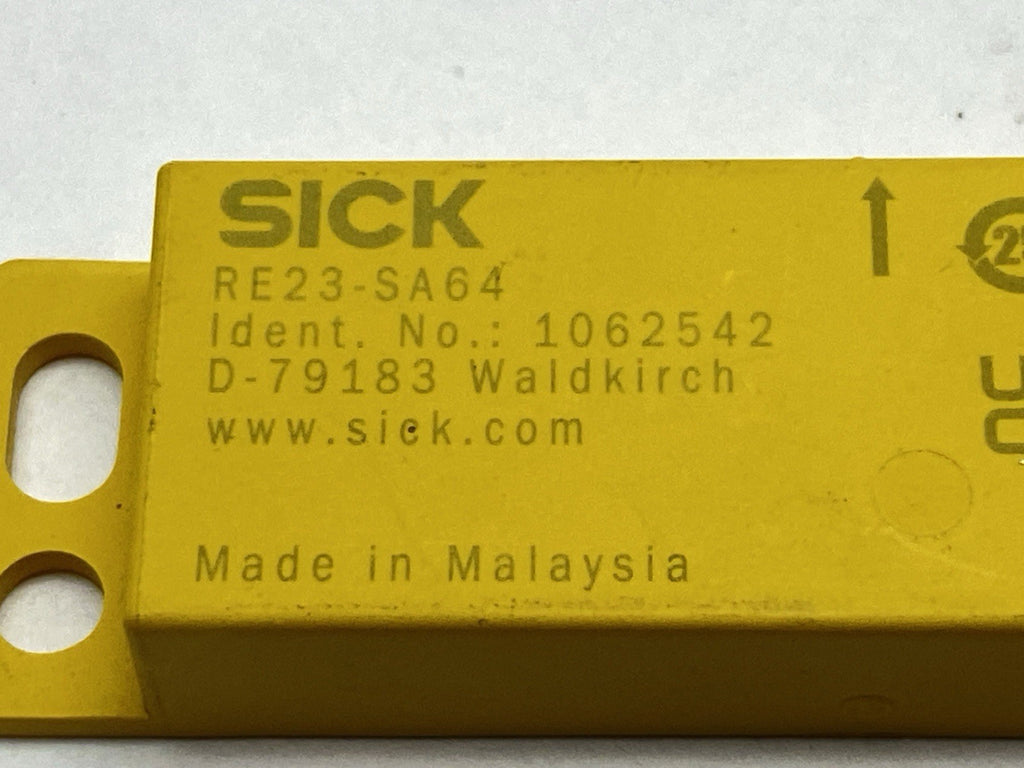 SICK
RE23-SA64
Ident. No.: 1062542
D-79183 Waldkirch
www.sick.com
Made in Malaysia